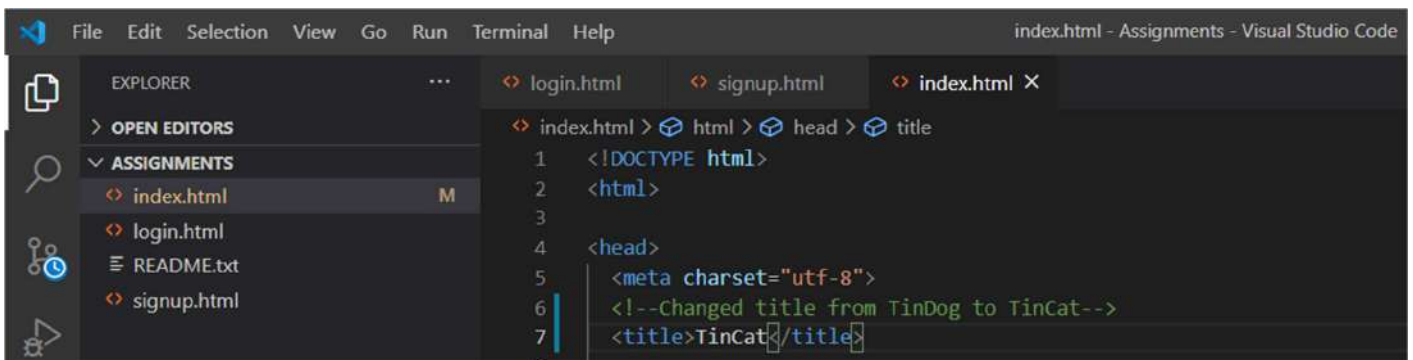 File Edit Selection View Go Run Terminal Help index.html - Assignments - Visual Studio Code
EXPLORER ...
login.html signup.html index.html
OPEN EDITORS
index.html > html > head > title
ASSIGNMENTS
index.html M
login.html
README.txt
signup.html
1 <!DOCTYPE html>
2 <html>
3
4 <head>
5 <meta charset="utf-8">
6 <!--Changed title from TinDog to TinCat-->
7 <title>TinCat</title>